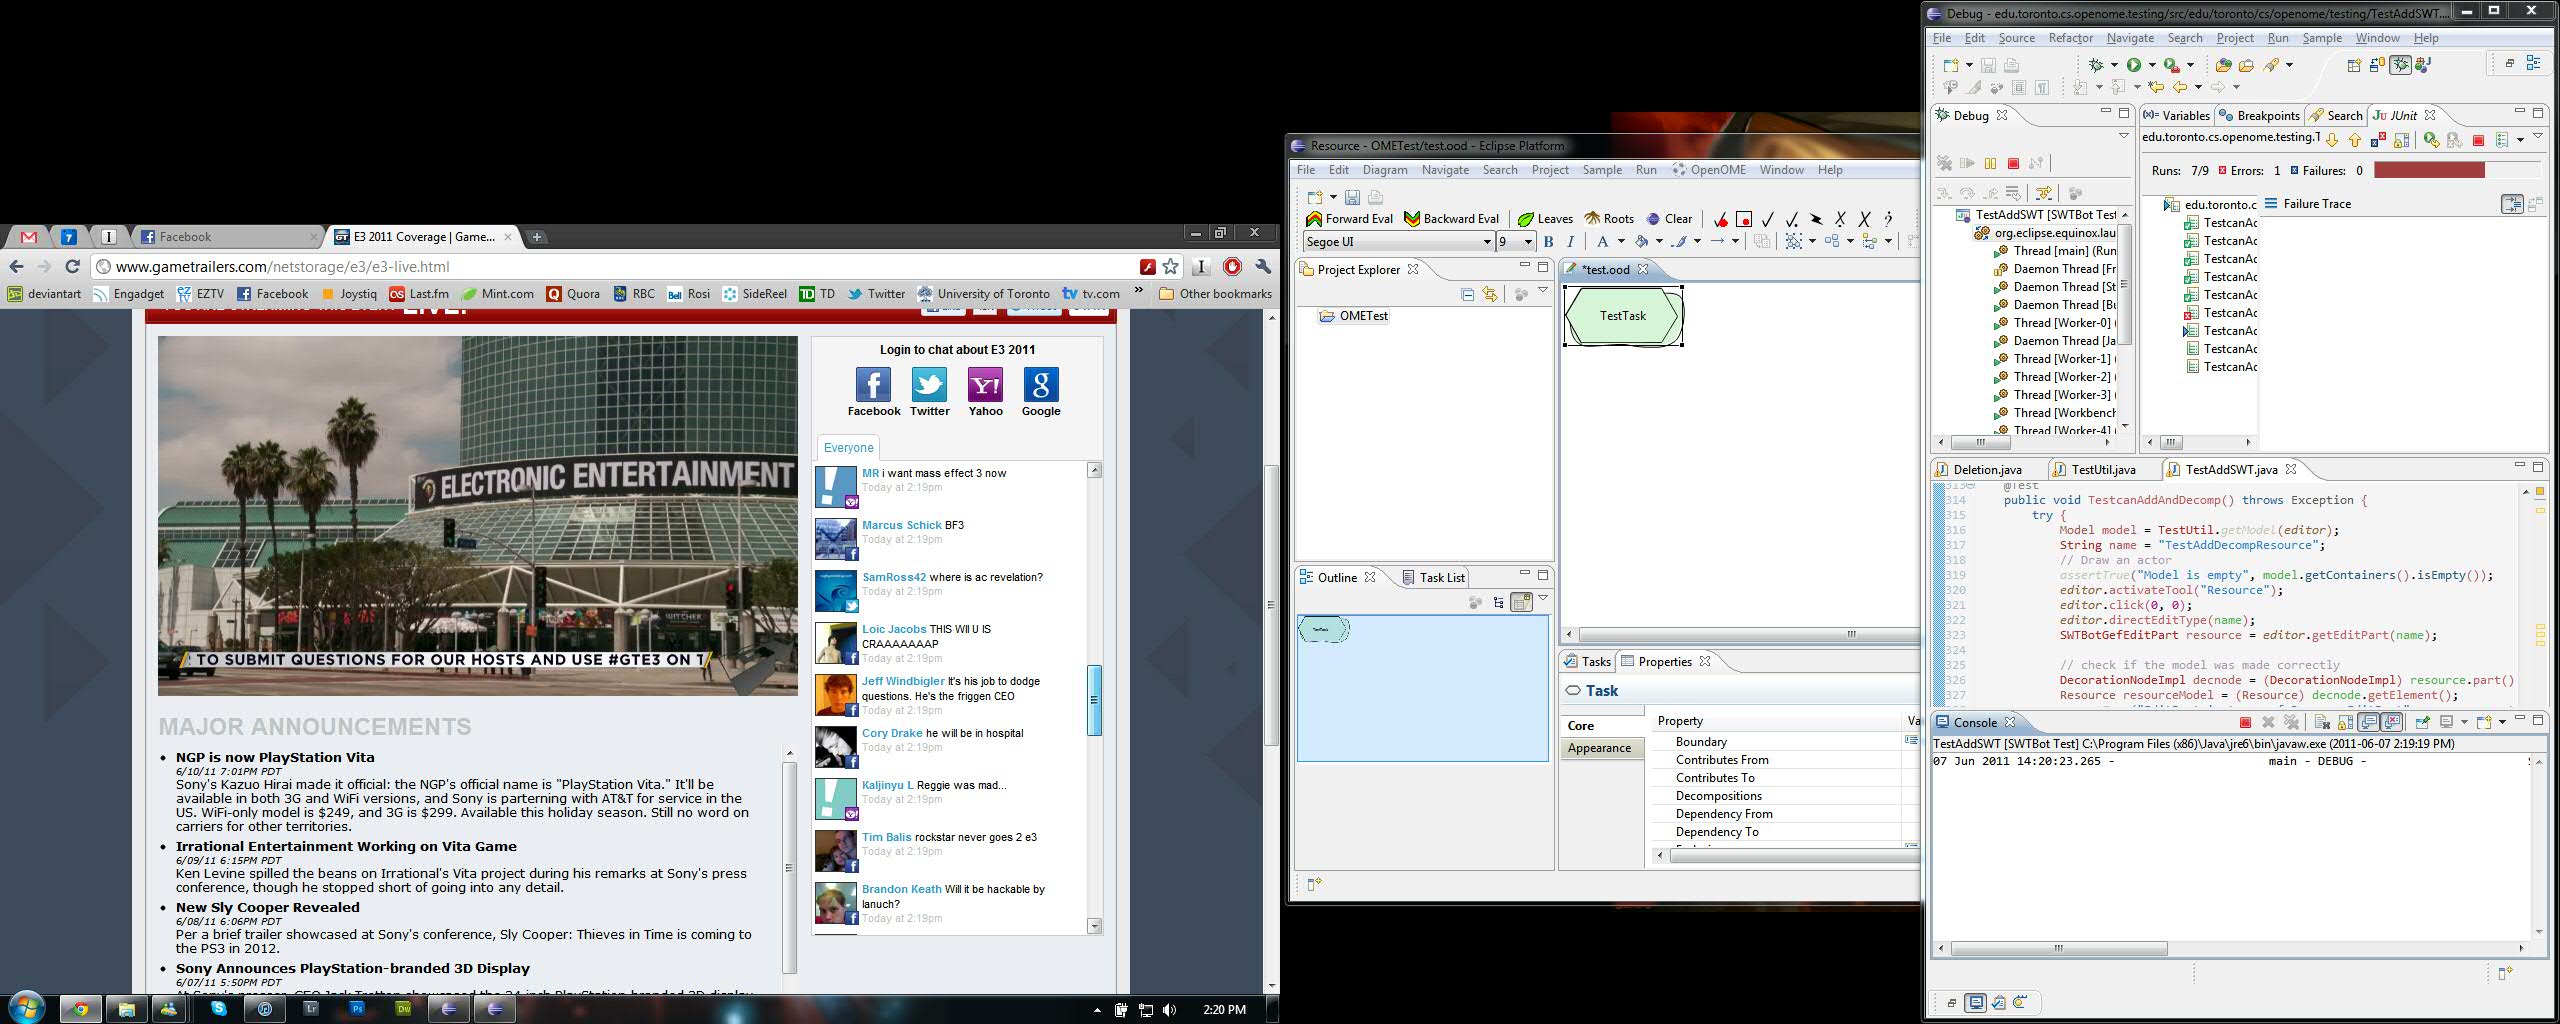 Facebook
E3 2011 Coverage | Game...
www.gametrailers.com/netstorage/e3/e3-live.html
deviantart
Engadget
EZTV
Facebook
Joystiq
Last.fm
Mint.com
Quora
RBC
Rosi
SideReel
TD
Twitter
University of Toronto
tv.com
Other bookmarks
ELECTRONIC ENTERTAINMENT
TO SUBMIT QUESTIONS FOR OUR HOSTS AND USE #GTE3 ON T
MAJOR ANNOUNCEMENTS
NGP is now PlayStation Vita
6/10/11 7:01PM PDT
Sony's Kazuo Hirai made it official: the NGP's official name is "PlayStation Vita." It'll be
available in both 3G and WiFi versions, and Sony is parterning with AT&T for service in the
US. WiFi-only model is $249, and 3G is $299. Available this holiday season. Still no word on
carriers for other territories.
Irrational Entertainment Working on Vita Game
6/09/11 6:15PM PDT
Ken Levine spilled the beans on Irrational's Vita project during his remarks at Sony's press
conference, though he stopped short of going into any detail.
New Sly Cooper Revealed
6/08/11 6:06PM PDT
Per a brief trailer showcased at Sony's conference, Sly Cooper: Thieves in Time is coming to
the PS3 in 2012.
Sony Announces PlayStation-branded 3D Display
6/07/11 5:50PM PDT
Login to chat about E3 2011
Facebook Twitter Yahoo Google
Everyone
MR i want mass effect 3 now
Today at 2:19pm
Marcus Schick BF3
Today at 2:19pm
SamRoss42 where is ac revelation?
Today at 2:19pm
Loic Jacobs THIS WII U IS
CRAAAAAAAP
Today at 2:19pm
Jeff Windbigler It's his job to dodge
questions. He's the friggen CEO
Today at 2:19pm
Cory Drake he will be in hospital
Today at 2:19pm
Kaljinyu L Reggie was mad...
Today at 2:19pm
Tim Balis rockstar never goes 2 e3
Today at 2:19pm
Brandon Keath Will it be hackable by
lanuch?
Today at 2:19pm
2:20 PM
Resource - OMETest/test.ood - Eclipse Platform
File Edit Diagram Navigate Search Project Sample Run OpenOME Window Help
Forward Eval Backward Eval Leaves Roots Clear
Segoe UI 9 B I A
Project Explorer
OMETest
*test.ood
TestTask
Outline Task List
Tasks Properties
Task
Core
Appearance
Property
Boundary
Contributes From
Contributes To
Decompositions
Dependency From
Dependency To
Debug - edu.toronto.cs.openome.testing/src/edu/toronto/cs/openome/testing/TestAddSWT....
File Edit Source Refactor Navigate Search Project Run Sample Window Help
Debug
TestAddSWT [SWTBot Test
org.eclipse.equinox.lau
Thread [main] (Run
Daemon Thread [Fr
Daemon Thread [St
Daemon Thread [Bu
Thread [Worker-0] (
Daemon Thread [Ja
Thread [Worker-1] (
Thread [Worker-2] (
Thread [Worker-3] (
Thread [Workbench
Thread [Worker-4] (
Variables Breakpoints Search JUnit
edu.toronto.cs.openome.testing.T
Runs: 7/9 Errors: 1 Failures: 0
edu.toronto.c
TestcanAc
TestcanAc
TestcanAc
TestcanAc
TestcanAc
TestcanAc
TestcanAc
TestcanAc
TestcanAc
Failure Trace
Deletion.java TestUtil.java TestAddSWT.java
313 @Test
314 public void TestcanAddAndDecomp() throws Exception {
315 try {
316 Model model = TestUtil.getModel(editor);
317 String name = "TestAddDecompResource";
318 // Draw an actor
319 assertTrue("Model is empty", model.getContainers().isEmpty());
320 editor.activateTool("Resource");
321 editor.click(0, 0);
322 editor.directEditType(name);
323 SWTBotGefEditPart resource = editor.getEditPart(name);
324
325 // check if the model was made correctly
326 DecorationNodeImpl decnode = (DecorationNodeImpl) resource.part()
327 Resource resourceModel = (Resource) decnode.getElement();
Console
TestAddSWT [SWTBot Test] C:\Program Files (x86)\Java\jre6\bin\javaw.exe (2011-06-07 2:19:19 PM)
07 Jun 2011 14:20:23.265 - main - DEBUG -